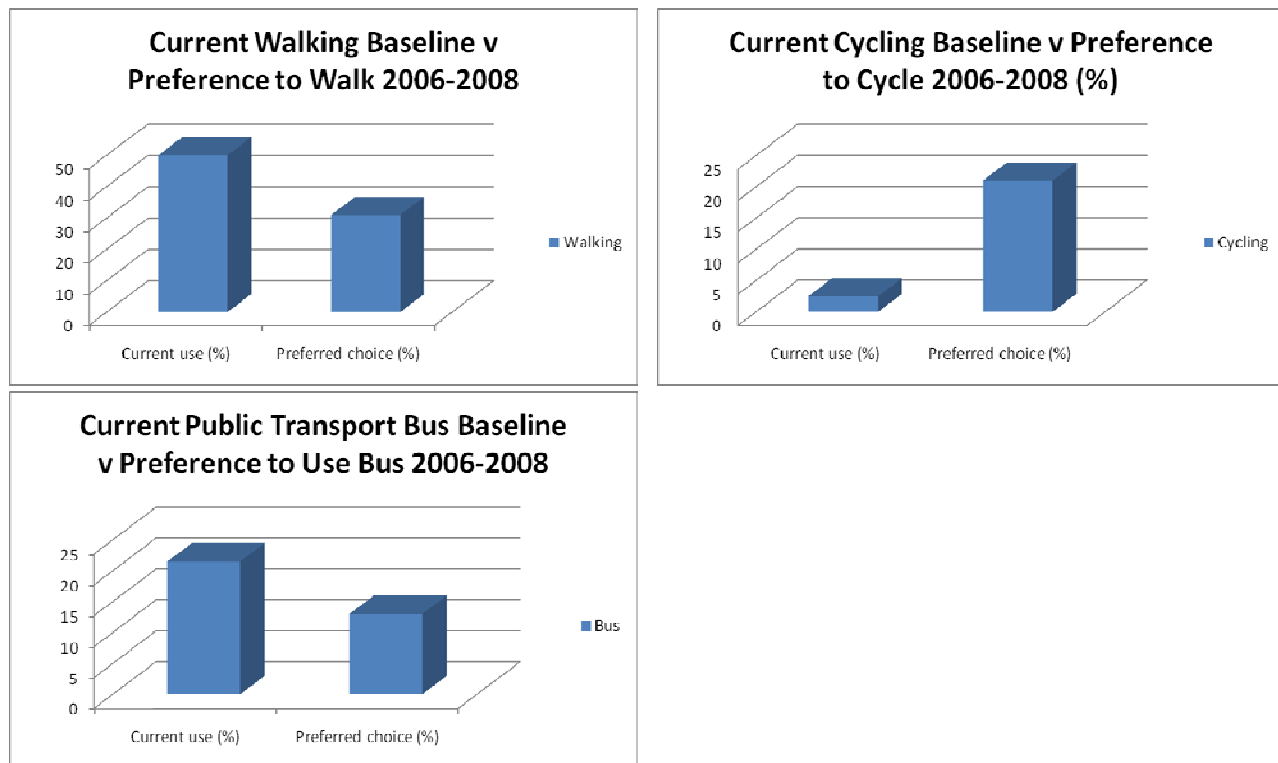 Current Walking Baseline v
Preference to Walk 2006-2008
50
40
30
20
10
0
Walking
Current use (%)
Preferred choice (%)
Current Cycling Baseline v Preference
to Cycle 2006-2008 (%)
25
20
15
10
5
0
Cycling
Current use (%)
Preferred choice (%)
Current Public Transport Bus Baseline
v Preference to Use Bus 2006-2008
25
20
15
10
5
0
Bus
Current use (%)
Preferred choice (%)